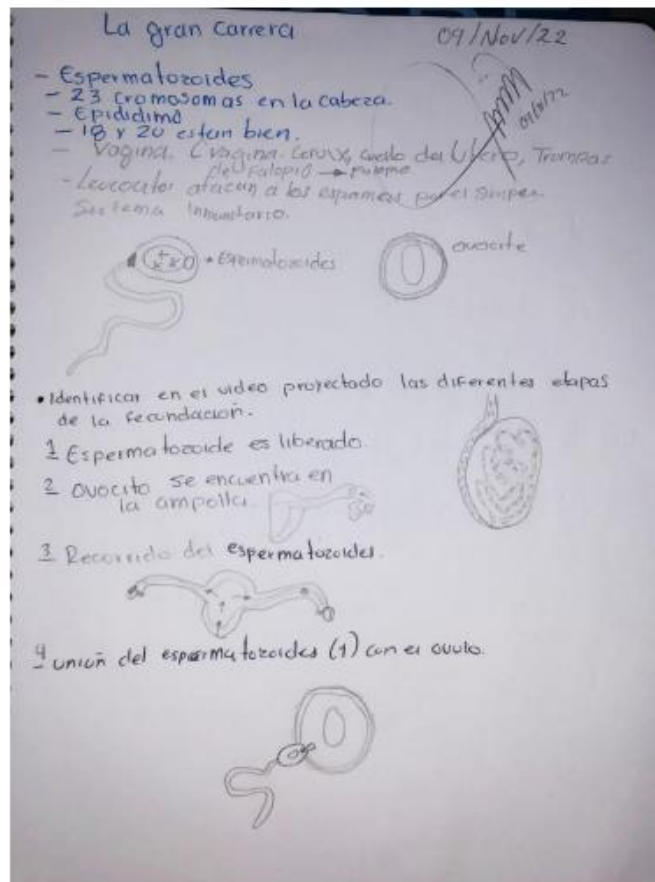 La gran carrera
09/Nov/22
- Espermatozoides
- 23 cromosomas en la cabeza.
- Epididimo
- 18 y 20 estan bien.
- Vagina. (vagina. Cervix, cuello del Utero, Trompas
de Falopio →
- Leucocitos atacan a los espermas por el
Sistema Inmunitario.
Espermatozoides
ovocito
• Identificar en el video proyectado las diferentes etapas
de la fecundación.
1 Espermatozoide es liberado.
2 ovocito se encuentra en
la ampolla.
3 Recorrido del espermatozoides.
4 unión del espermatozoides (1) con el ovulo.